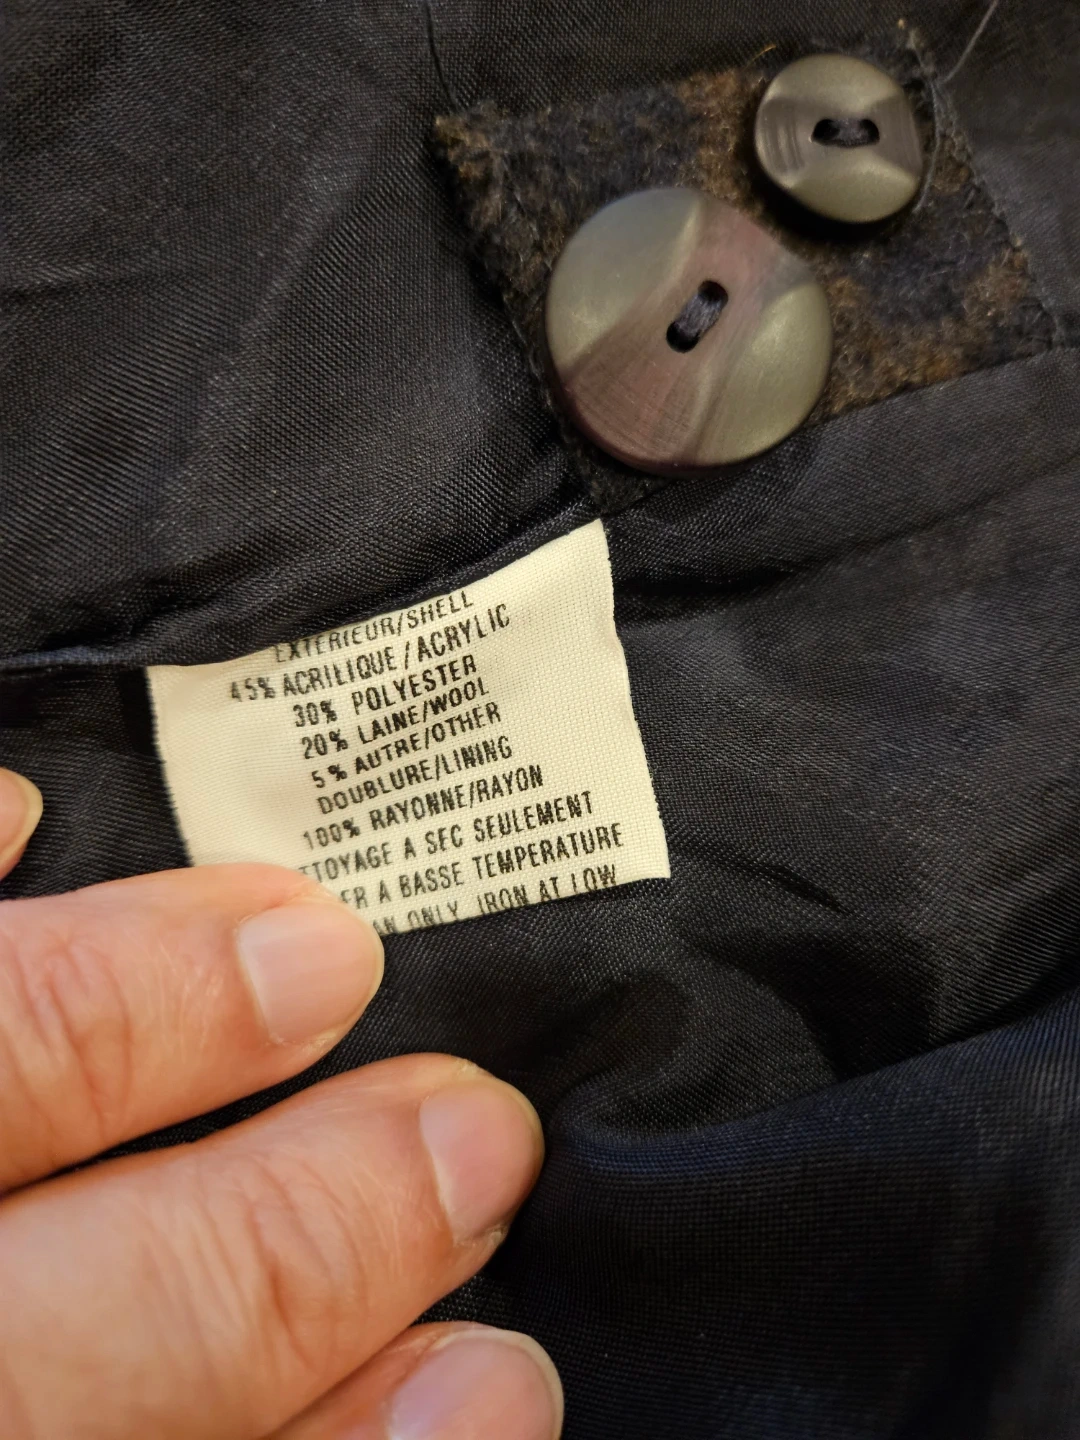 EXTERIEUR/SHELL
45% ACRILIQUE/ACRYLIC
30% POLYESTER
20% LAINE/WOOL
5% AUTRE/OTHER
DOUBLURE/LINING
100% RAYONNE/RAYON
TTOYAGE A SEC SEULEMENT
ER A BASSE TEMPERATURE
AN ONLY, IRON AT LOW